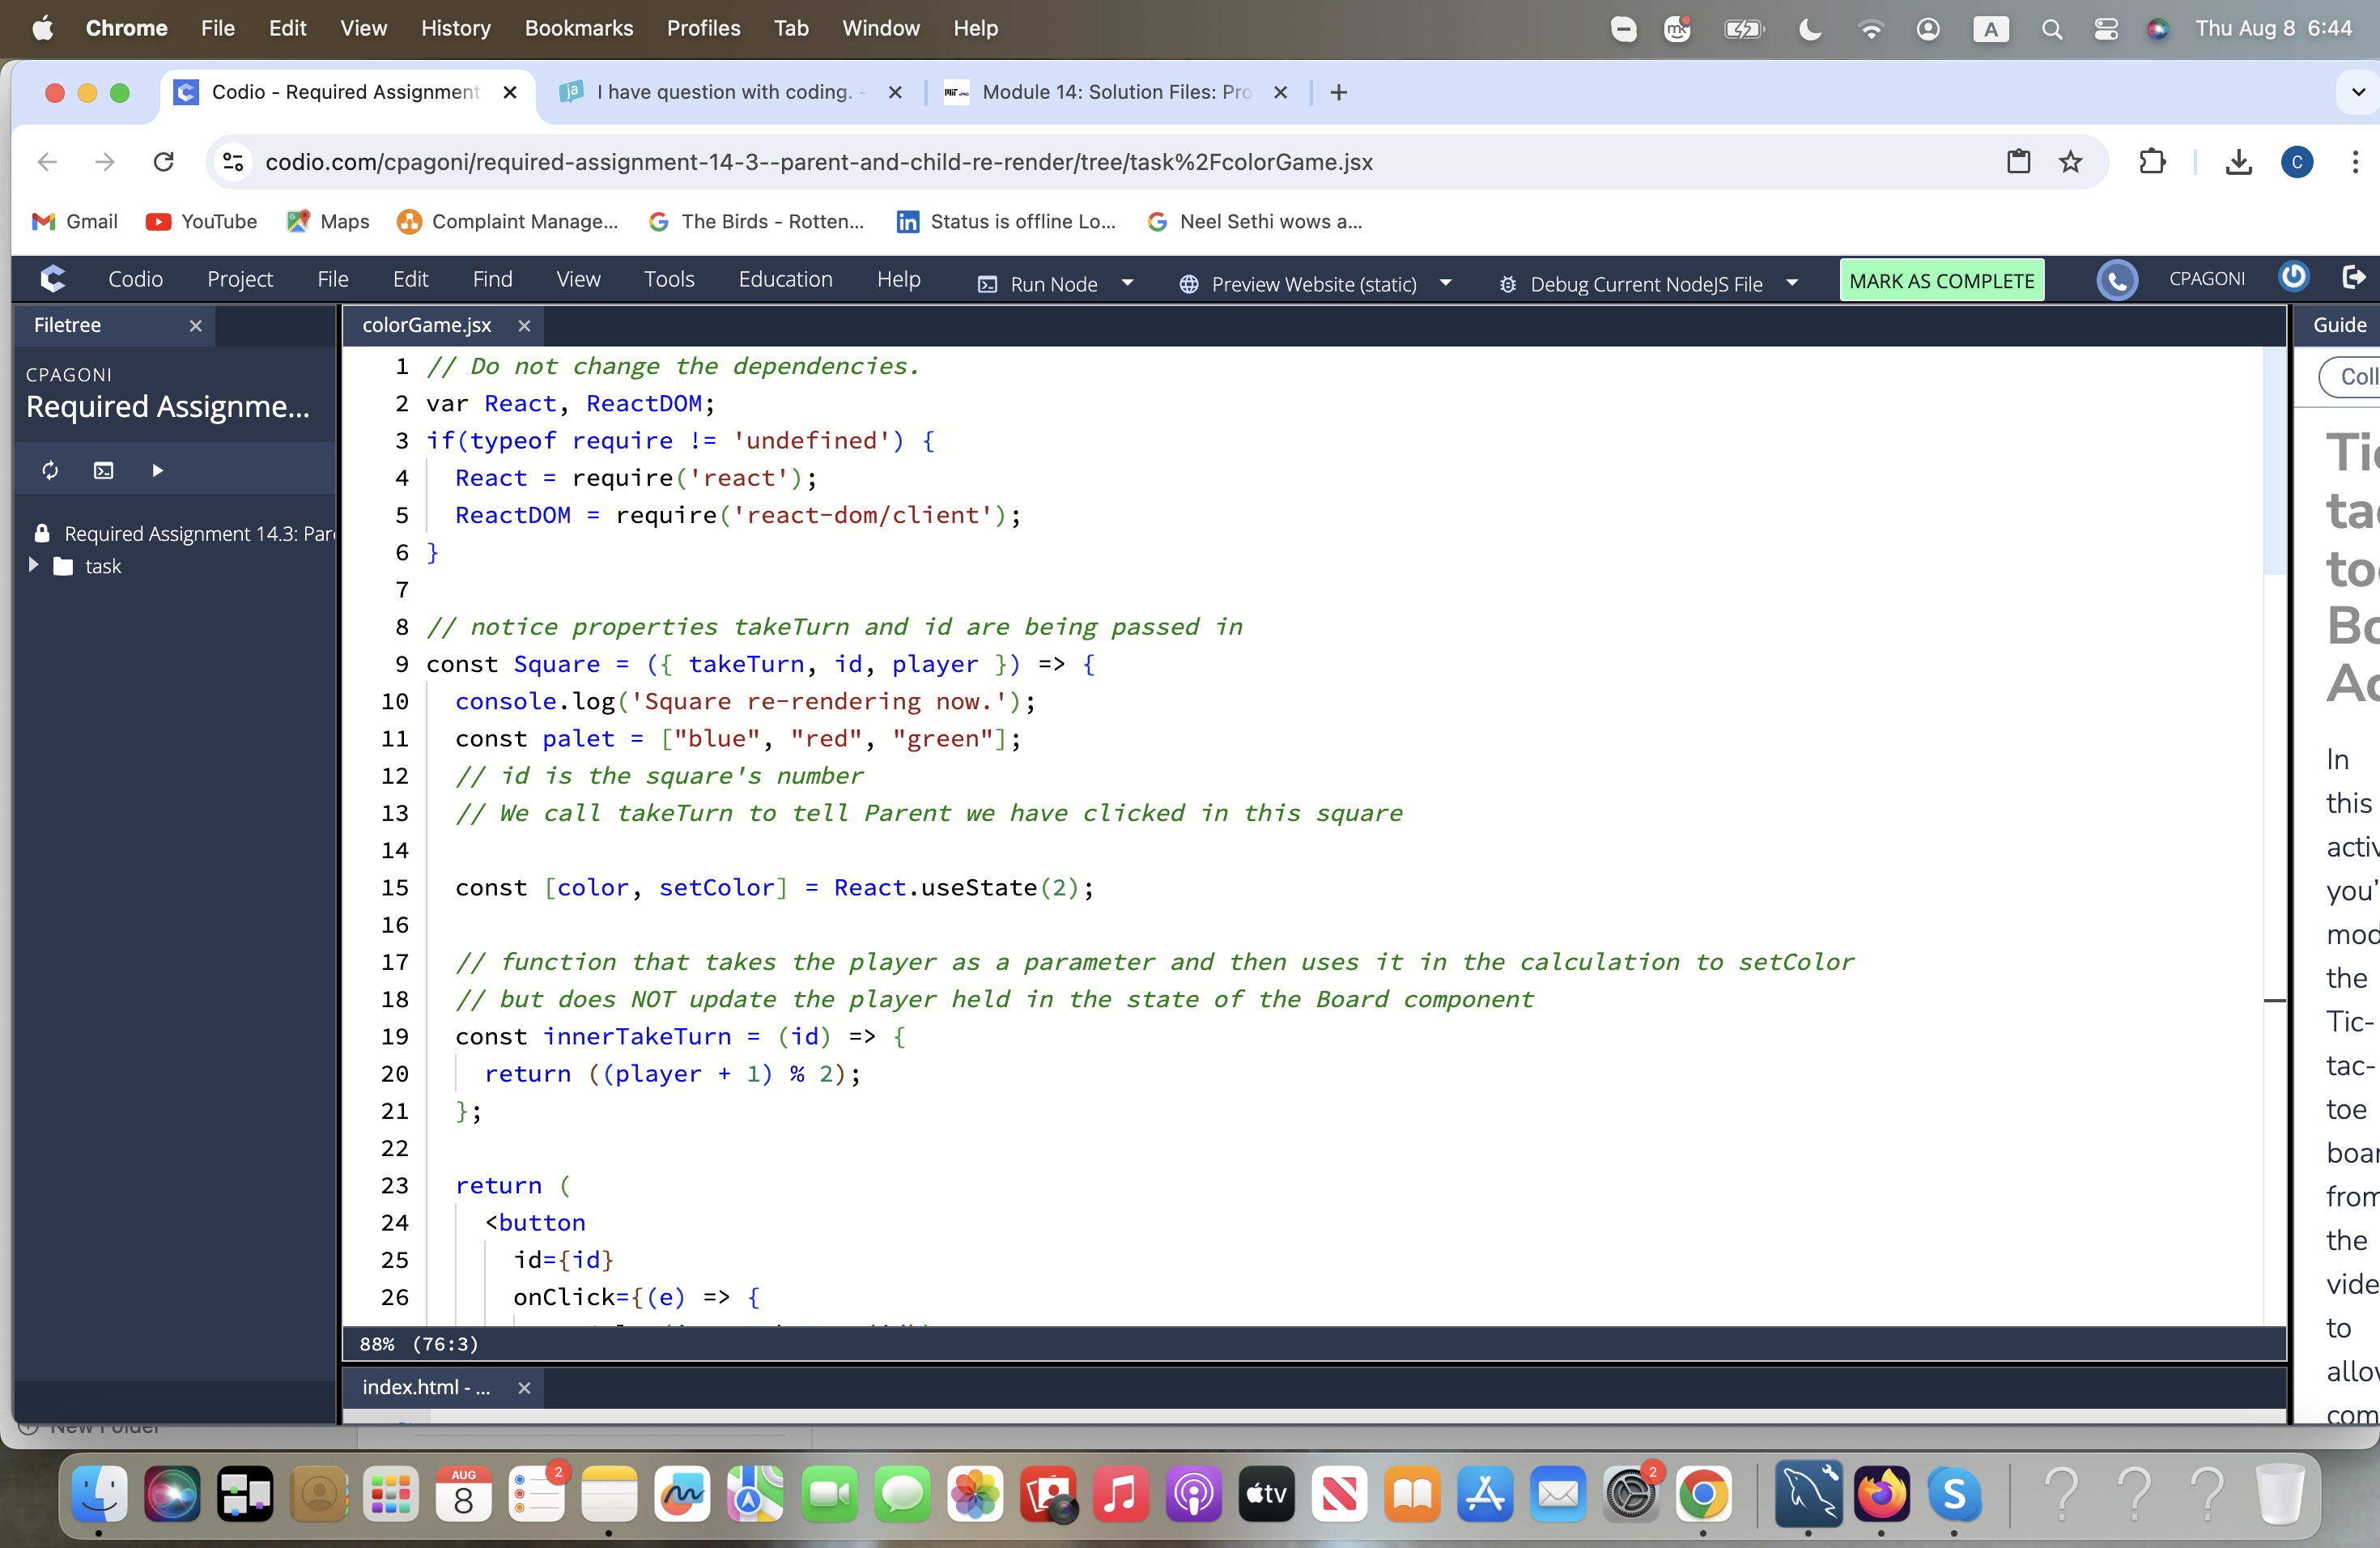 Chrome File Edit View History Bookmarks Profiles Tab Window Help A Thu Aug 8 6:44
Codio - Required Assignment I have question with coding. Module 14: Solution Files: Pro
codio.com/cpagoni/required-assignment-14-3--parent-and-child-re-render/tree/task%2FcolorGame.jsx C
Gmail YouTube Maps Complaint Manage... The Birds - Rotten... Status is offline Lo... Neel Sethi wows a...
Codio Project File Edit Find View Tools Education Help Run Node Preview Website (static) Debug Current NodeJS File MARK AS COMPLETE CPAGONI
Filetree
CPAGONI
Required Assignme...
Required Assignment 14.3: Par
task
colorGame.jsx
1 // Do not change the dependencies.
2 var React, ReactDOM;
3 if(typeof require != 'undefined') {
4 React = require('react');
5 ReactDOM = require('react-dom/client');
6 }
7
8 // notice properties takeTurn and id are being passed in
9 const Square = ({ takeTurn, id, player }) => {
10 console.log('Square re-rendering now.');
11 const palet = ["blue", "red", "green"];
12 // id is the square's number
13 // We call takeTurn to tell Parent we have clicked in this square
14
15 const [color, setColor] = React.useState(2);
16
17 // function that takes the player as a parameter and then uses it in the calculation to setColor
18 // but does NOT update the player held in the state of the Board component
19 const innerTakeTurn = (id) => {
20 return ((player + 1) % 2);
21 };
22
23 return (
24 <button
25 id={id}
26 onClick={(e) => {
88% (76:3)
index.html - ...
Guide
Coll
Tic
tac
toe
Bo
Ac
In
this
activ
you'
mod
the
Tic-
tac-
toe
boar
from
the
vide
to
allow
com
New Folder
AUG
8
2
tv
2